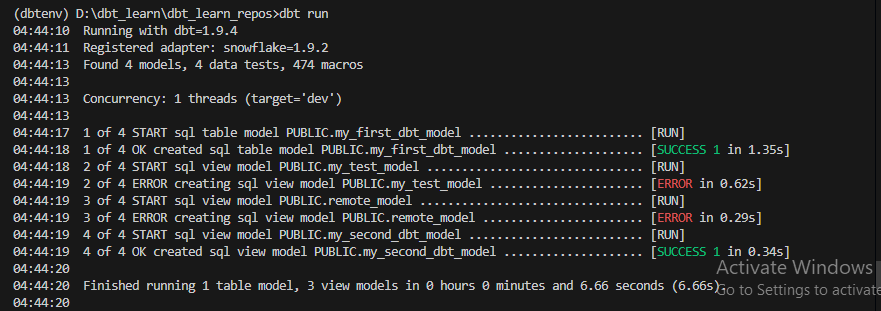 (dbtenv) D:\dbt_learn\dbt_learn_repos>dbt run
04:44:10  Running with dbt=1.9.4
04:44:11  Registered adapter: snowflake=1.9.2
04:44:13  Found 4 models, 4 data tests, 474 macros
04:44:13
04:44:13  Concurrency: 1 threads (target='dev')
04:44:13
04:44:17  1 of 4 START sql table model PUBLIC.my_first_dbt_model ......................... [RUN]
04:44:18  1 of 4 OK created sql table model PUBLIC.my_first_dbt_model .................... [SUCCESS 1 in 1.35s]
04:44:18  2 of 4 START sql view model PUBLIC.my_test_model ............................... [RUN]
04:44:19  2 of 4 ERROR creating sql view model PUBLIC.my_test_model ...................... [ERROR in 0.62s]
04:44:19  3 of 4 START sql view model PUBLIC.remote_model ................................ [RUN]
04:44:19  3 of 4 ERROR creating sql view model PUBLIC.remote_model ....................... [ERROR in 0.29s]
04:44:19  4 of 4 START sql view model PUBLIC.my_second_dbt_model ......................... [RUN]
04:44:19  4 of 4 OK created sql view model PUBLIC.my_second_dbt_model .................... [SUCCESS 1 in 0.34s]
04:44:20
04:44:20  Finished running 1 table model, 3 view models in 0 hours 0 minutes and 6.66 seconds (6.66s).
04:44:20
Activate Windows
Go to Settings to activate